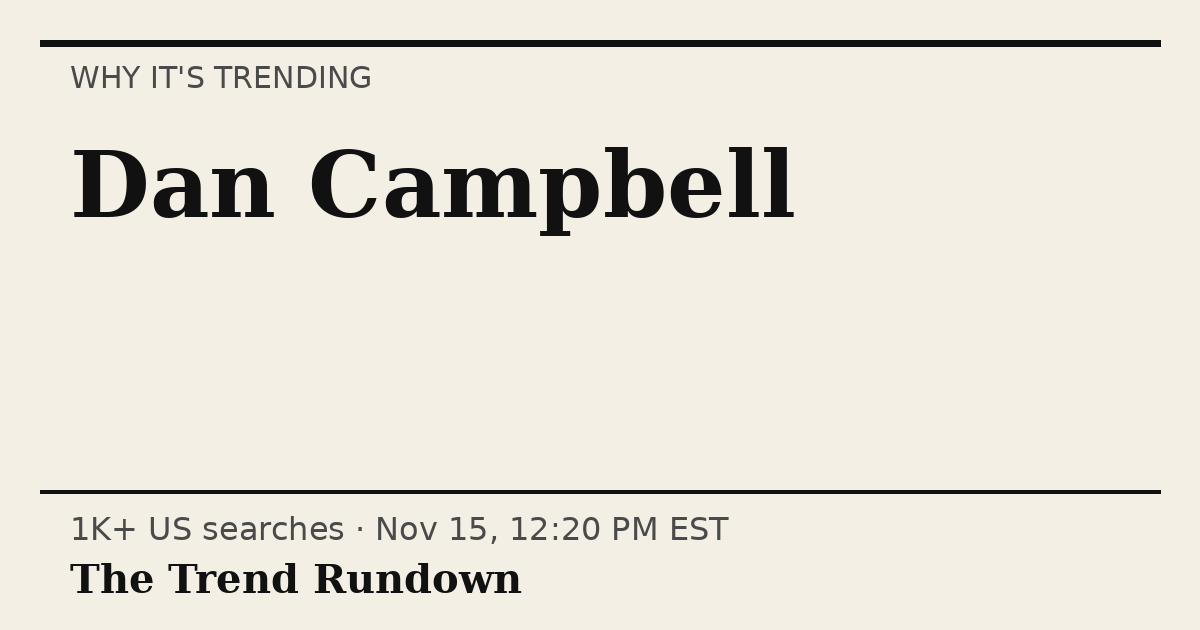 WHY IT'S TRENDING
Dan Campbell
1K+ US searches · Nov 15, 12:20 PM EST
The Trend Rundown